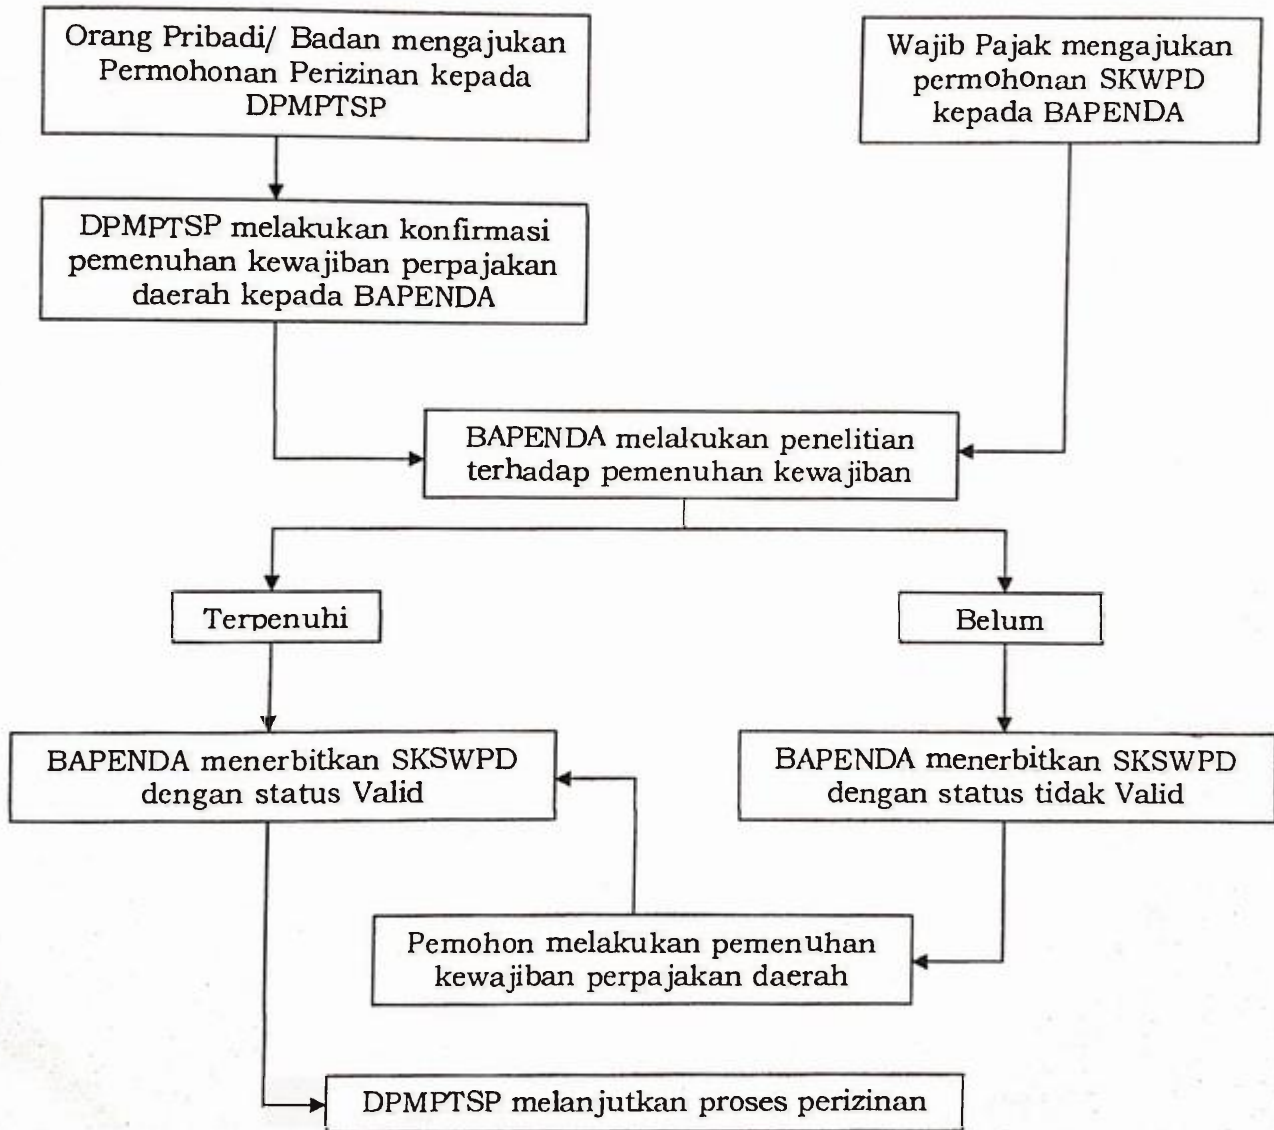 Orang Pribadi/ Badan mengajukan
Permohonan Perizinan kepada
DPMPTSP
Wajib Pajak mengajukan
permohonan SKWPD
kepada BAPENDA
DPMPTSP melakukan konfirmasi
pemenuhan kewajiban perpajakan
daerah kepada BAPENDA
BAPENDA melakukan penelitian
terhadap pemenuhan kewajiban
Terpenuhi
Belum
BAPENDA menerbitkan SKSWPD
dengan status Valid
BAPENDA menerbitkan SKSWPD
dengan status tidak Valid
Pemohon melakukan pemenuhan
kewajiban perpajakan daerah
DPMPTSP melanjutkan proses perizinan